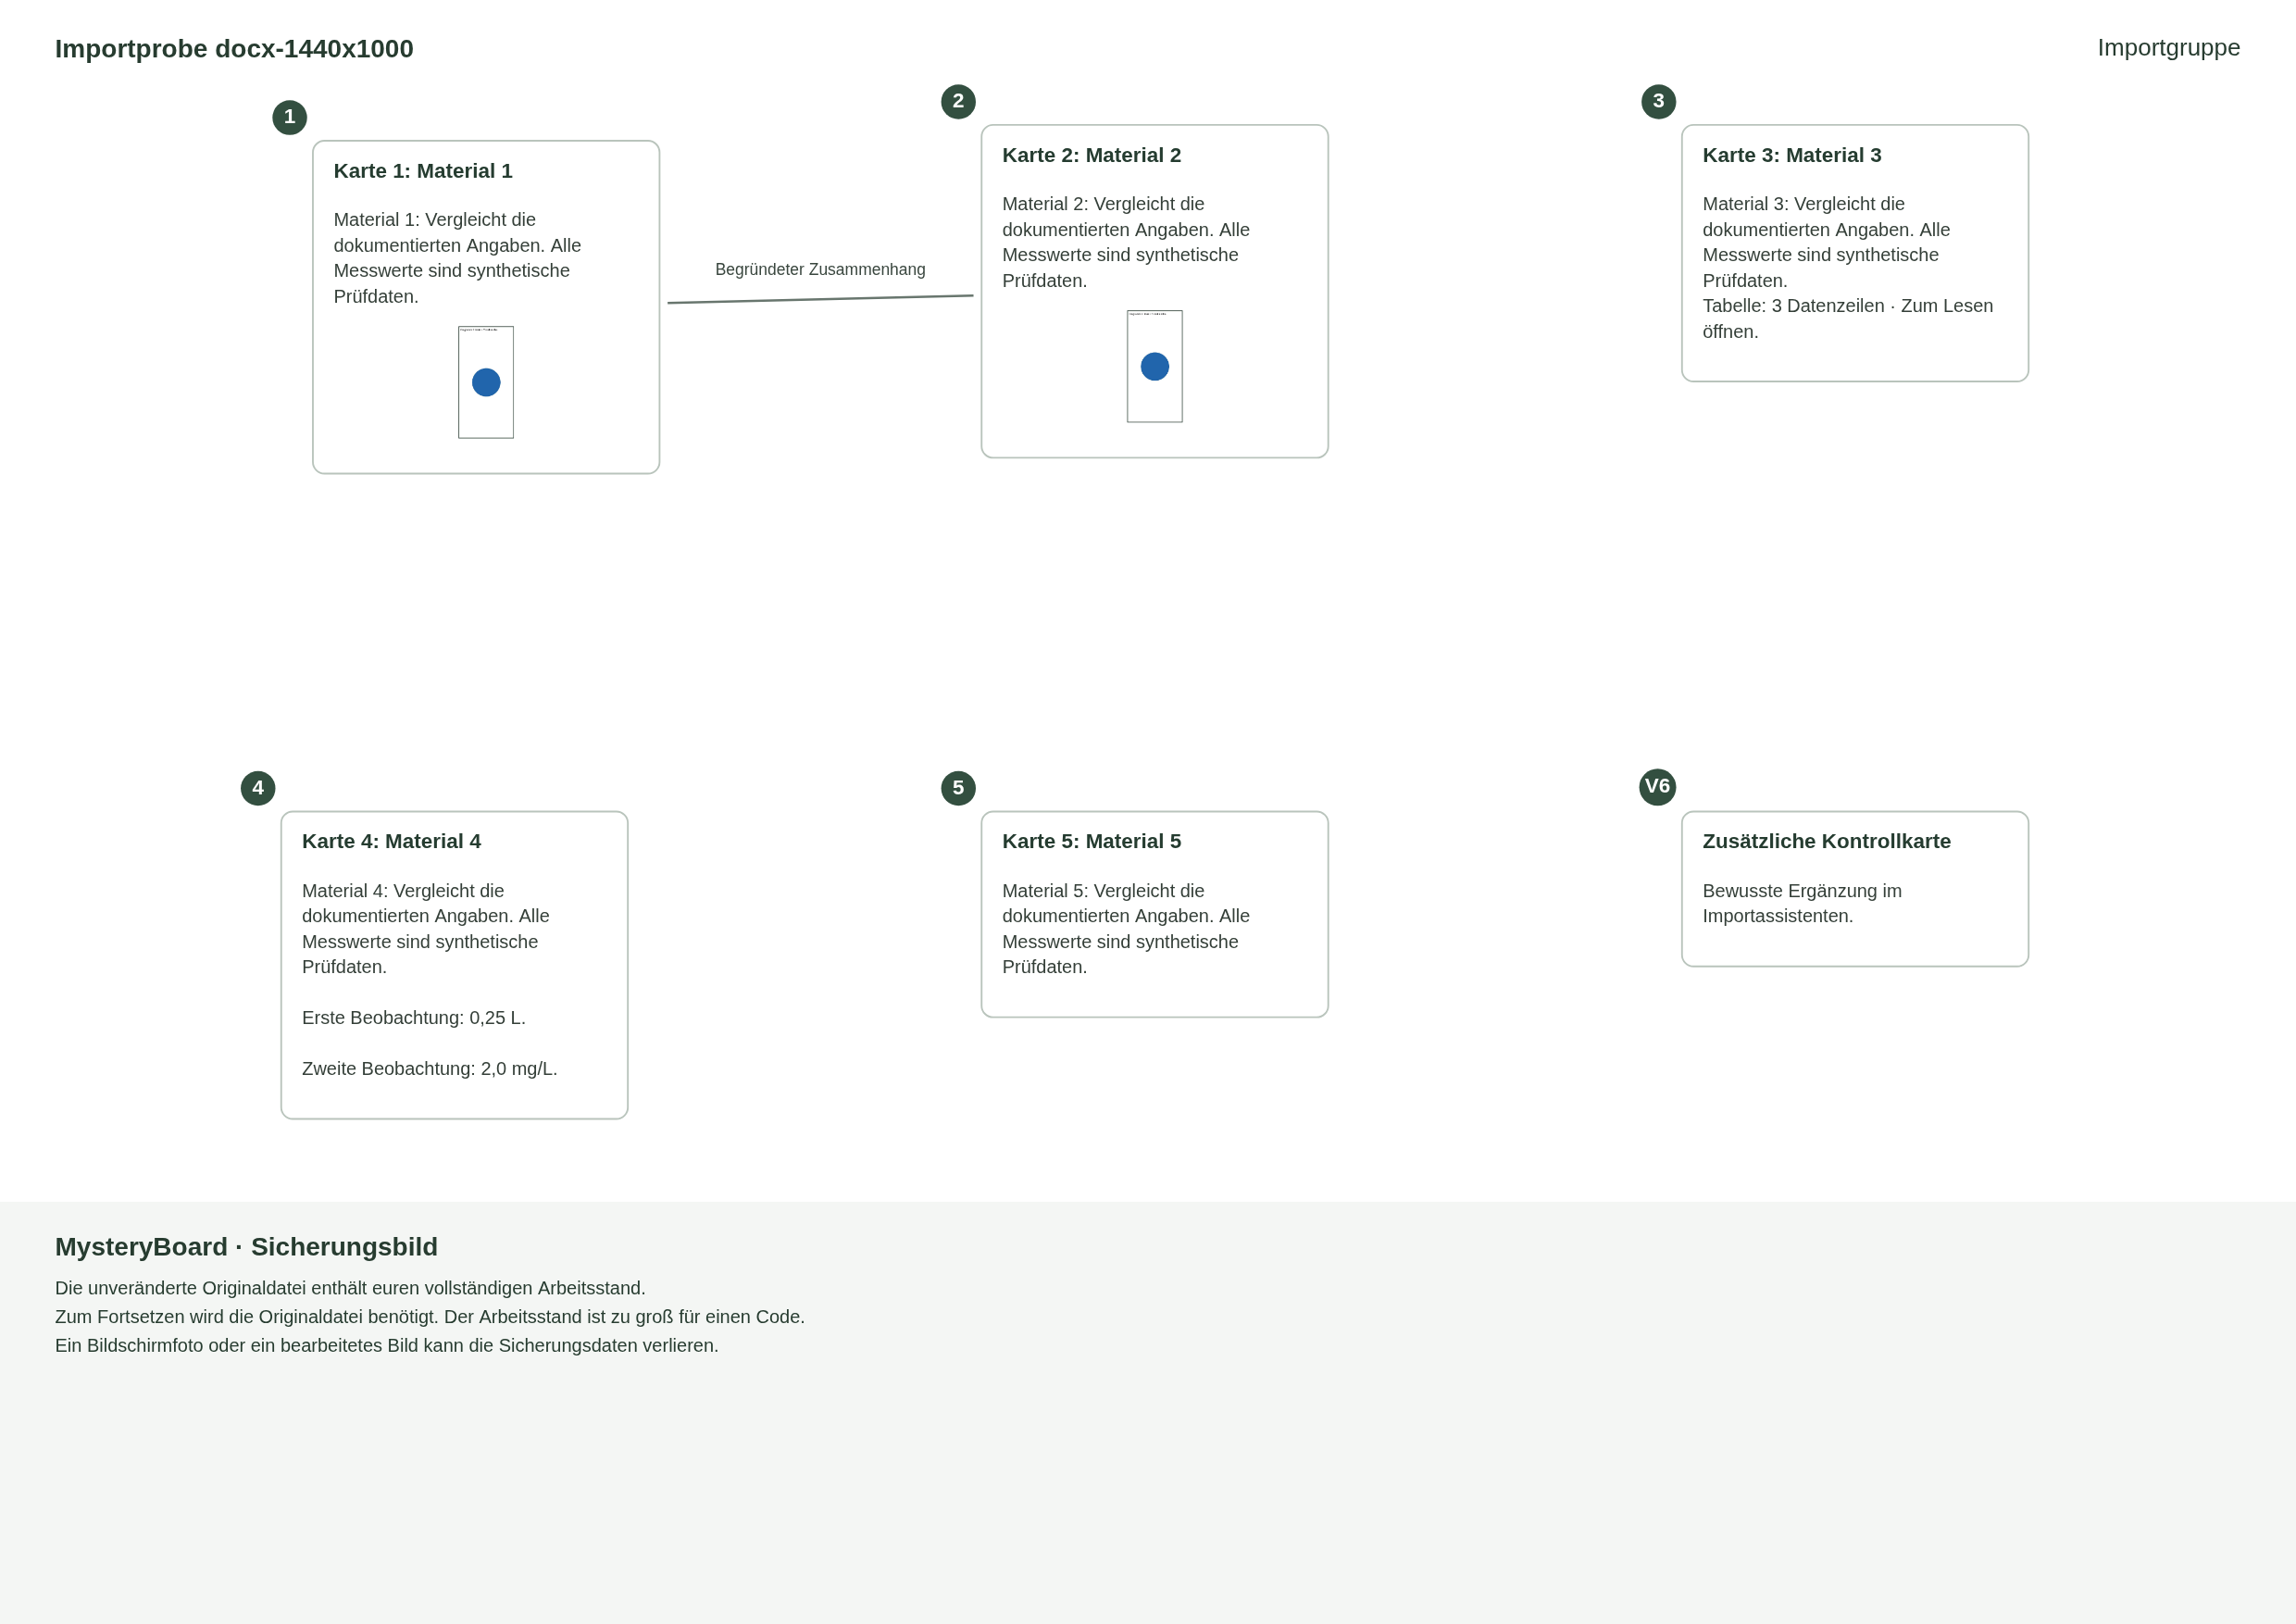 Importprobe docx-1440x1000
Importgruppe
1
Karte 1: Material 1
Material 1: Vergleicht die
dokumentierten Angaben. Alle
Messwerte sind synthetische
Prüfdaten.
Begründeter Zusammenhang
2
Karte 2: Material 2
Material 2: Vergleicht die
dokumentierten Angaben. Alle
Messwerte sind synthetische
Prüfdaten.
3
Karte 3: Material 3
Material 3: Vergleicht die
dokumentierten Angaben. Alle
Messwerte sind synthetische
Prüfdaten.
Tabelle: 3 Datenzeilen · Zum Lesen
öffnen.
4
Karte 4: Material 4
Material 4: Vergleicht die
dokumentierten Angaben. Alle
Messwerte sind synthetische
Prüfdaten.
Erste Beobachtung: 0,25 L.
Zweite Beobachtung: 2,0 mg/L.
5
Karte 5: Material 5
Material 5: Vergleicht die
dokumentierten Angaben. Alle
Messwerte sind synthetische
Prüfdaten.
V6
Zusätzliche Kontrollkarte
Bewusste Ergänzung im
Importassistenten.
MysteryBoard · Sicherungsbild
Die unveränderte Originaldatei enthält euren vollständigen Arbeitsstand.
Zum Fortsetzen wird die Originaldatei benötigt. Der Arbeitsstand ist zu groß für einen Code.
Ein Bildschirmfoto oder ein bearbeitetes Bild kann die Sicherungsdaten verlieren.